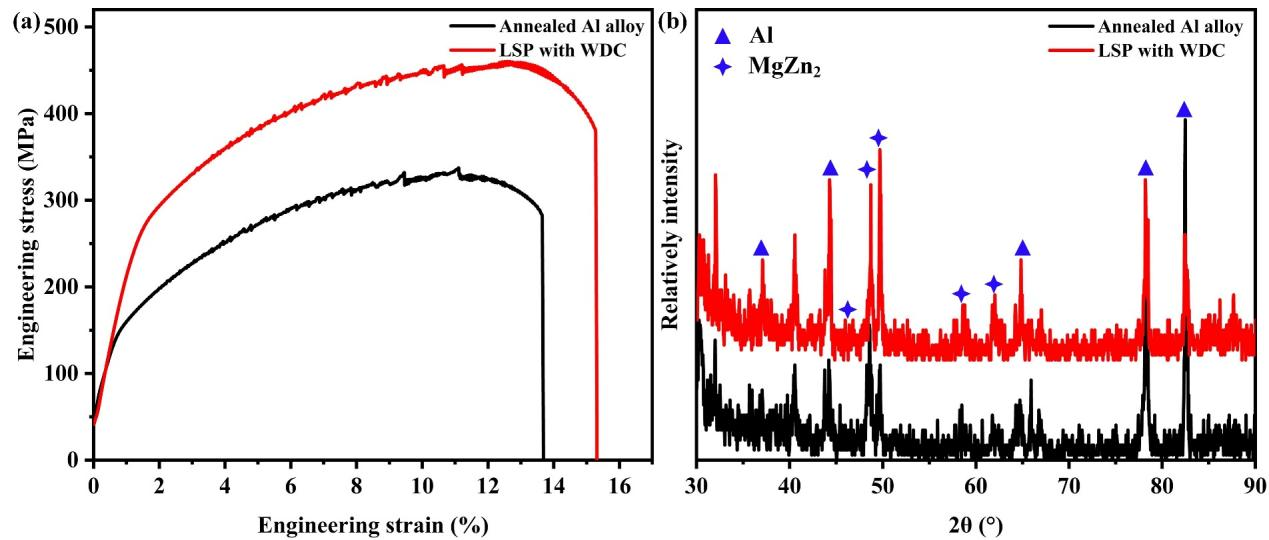 (a)
Annealed Al alloy
LSP with WDC
Engineering stress (MPa)
500
400
300
200
100
0
0 2 4 6 8 10 12 14 16
Engineering strain (%)
(b)
Al
MgZn₂
Annealed Al alloy
LSP with WDC
Relatively intensity
30 40 50 60 70 80 90
2θ (°)